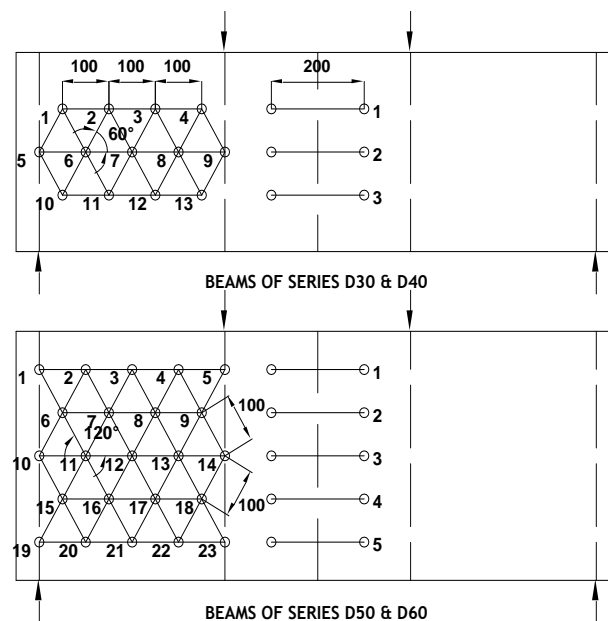 100 100 100 200
1 2 3 4 1
60°
5 6 7 8 9 2
10 11 12 13 3
BEAMS OF SERIES D30 & D40
1 2 3 4 5 1
6 7 8 9 100 2
120°
10 11 12 13 14 3
15 16 17 18 100 4
19 20 21 22 23 5
BEAMS OF SERIES D50 & D60